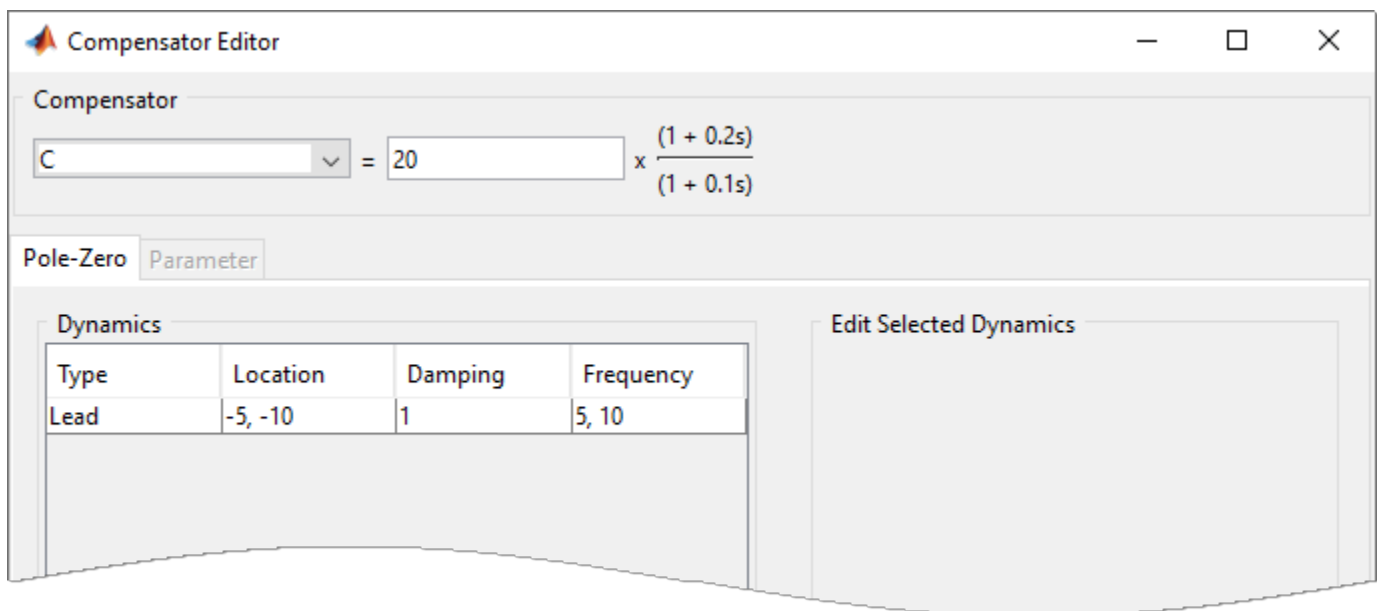 Compensator Editor
Compensator
C = 20 x (1 + 0.2s)
(1 + 0.1s)
Pole-Zero Parameter
Dynamics Edit Selected Dynamics
Type Location Damping Frequency
Lead -5, -10 1 5, 10